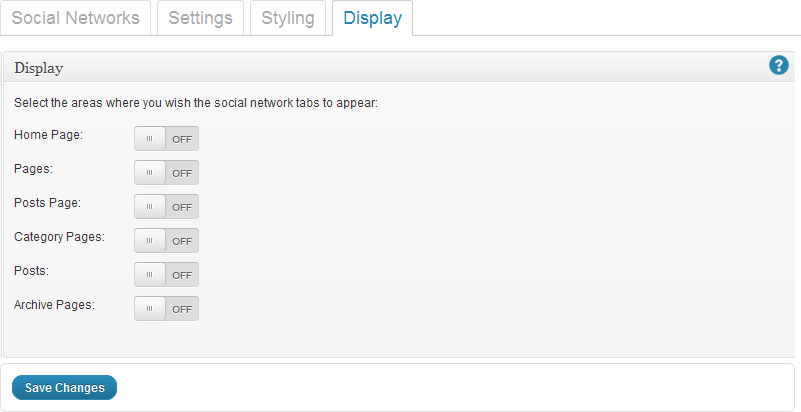 Social Networks Settings Styling Display
Display ?
Select the areas where you wish the social network tabs to appear:
Home Page: OFF
Pages: OFF
Posts Page: OFF
Category Pages: OFF
Posts: OFF
Archive Pages: OFF
Save Changes